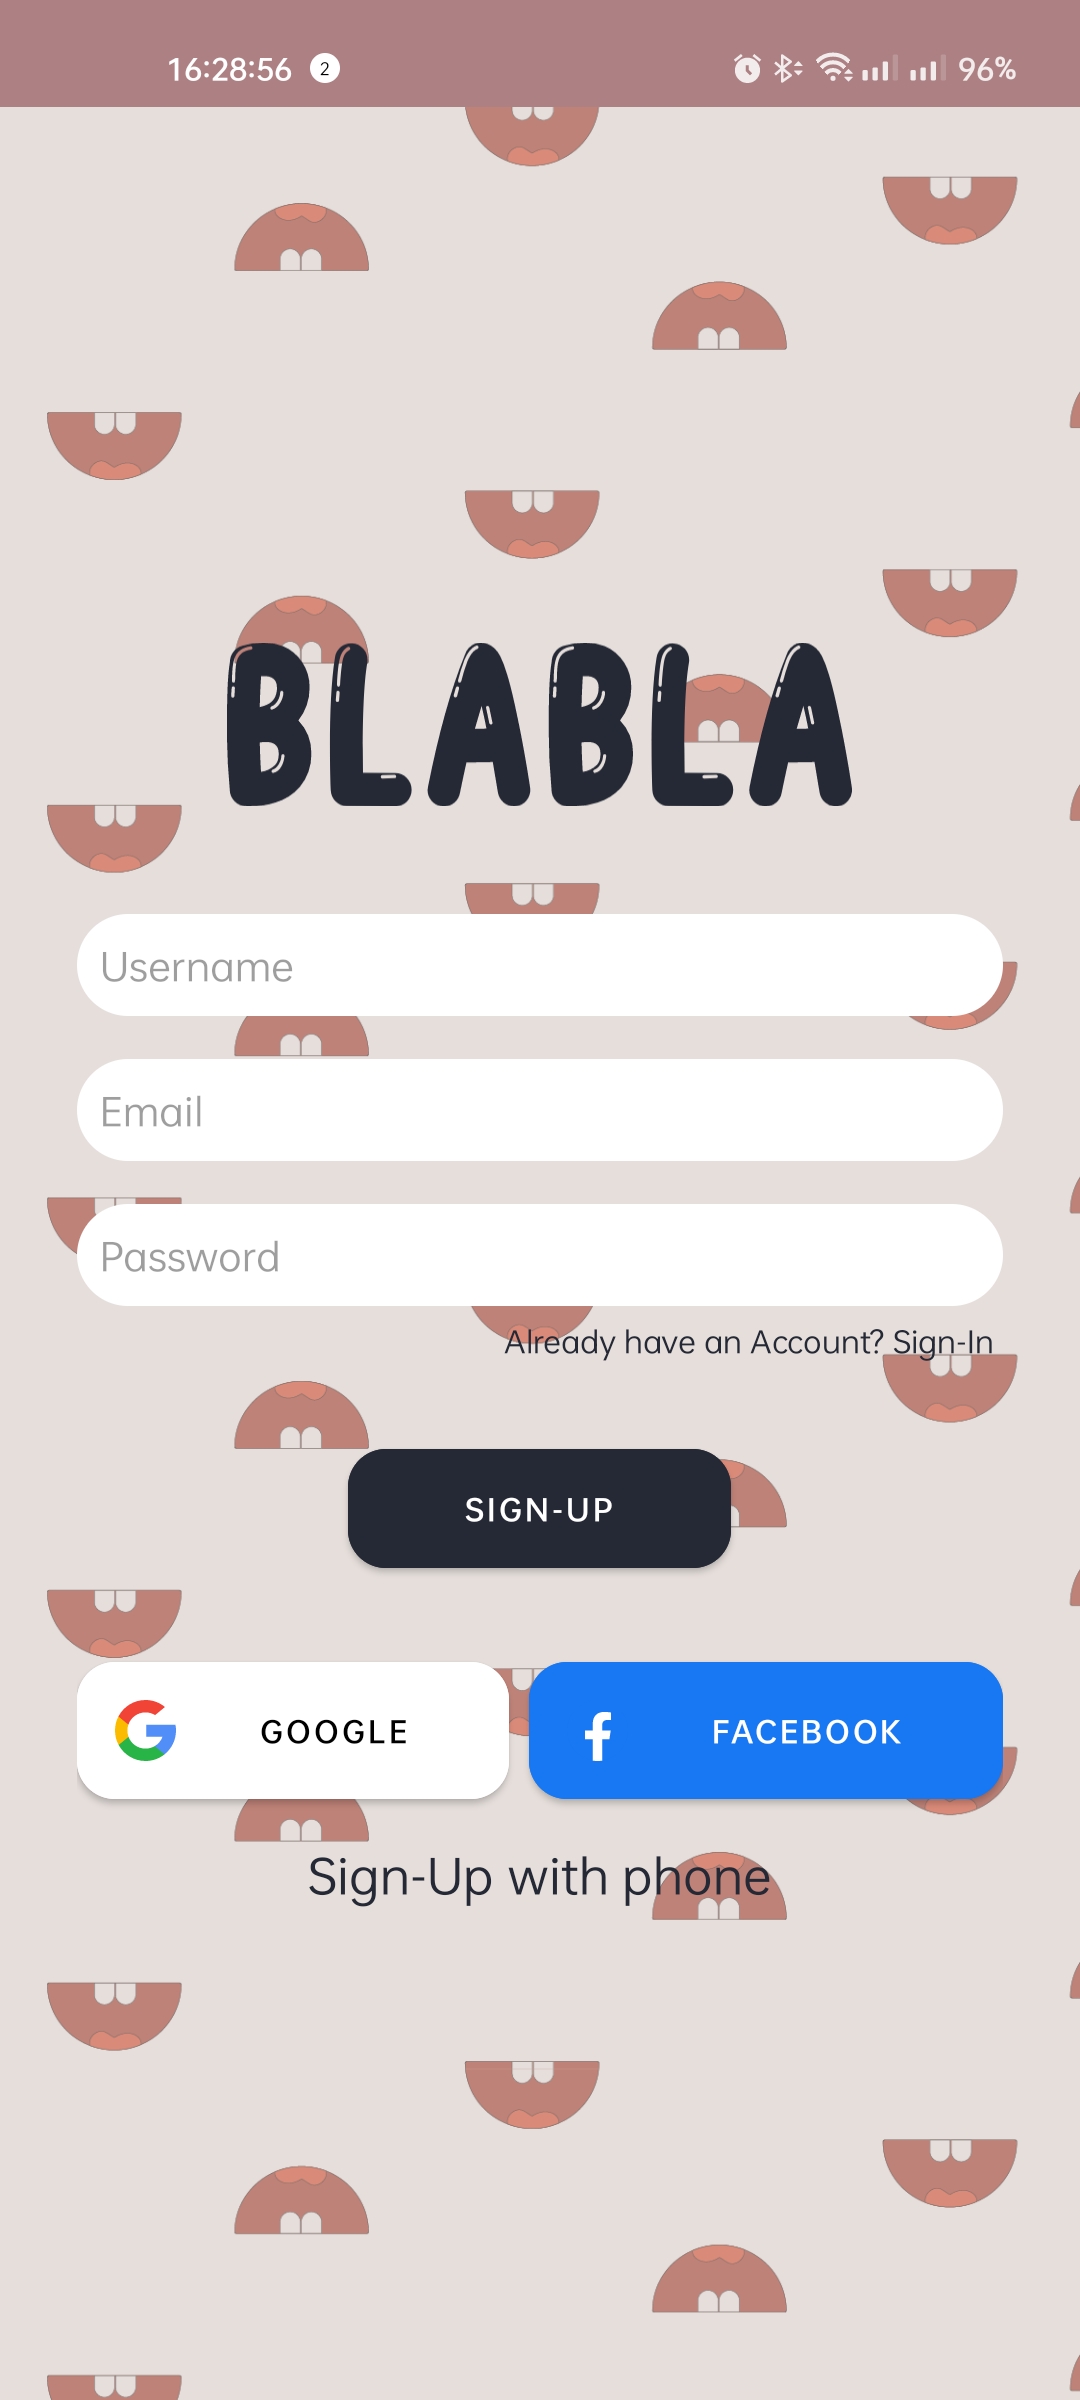 16:28:56 2 96%
BLABLA
Username
Email
Password
Already have an Account? Sign-In
SIGN-UP
GOOGLE FACEBOOK
Sign-Up with phone